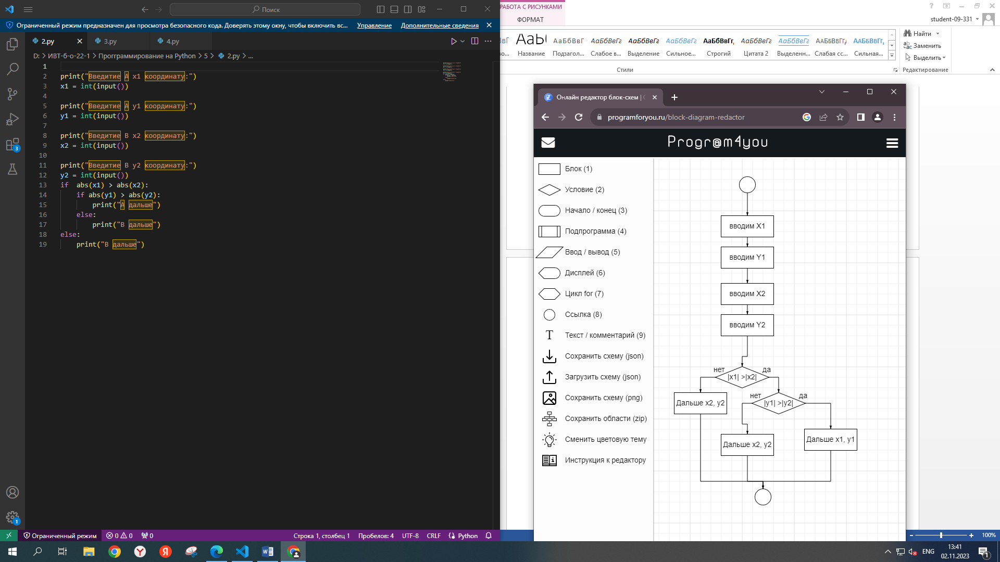 Поиск
Ограниченный режим предназначен для просмотра безопасного кода. Доверять этому окну, чтобы включить вс... Управление Дополнительные сведения
2.py
3.py
4.py
D: > ИВТ-б-о-22-1 > Прогграммирование на Python > 5 > 2.py > ...
1
2 print("Введитие А x1 координату:")
3 x1 = int(input())
4
5 print("Введитие А y1 координату:")
6 y1 = int(input())
7
8 print("Введитие B x2 координату:")
9 x2 = int(input())
10
11 print("Введитие B y2 координату:")
12 y2 = int(input())
13 if  abs(x1) > abs(x2):
14     if abs(y1) > abs(y2):
15         print("А дальше")
16     else:
17         print("B дальше")
18 else:
19     print("B дальше")
3
1
Ограниченный режим 0 0 0 Строка 1, столбец 1 Пробелов: 4 UTF-8 CRLF Python
РАБОТА С РИСУНКАМИ
ФОРМАТ
student-09-331
АаБбВвГ АаБбВвГг АаБбВвГг АаБбВвГг АаБбВвГг, АаБбВвГг АаБбВвГг ААБбВвГг, ААБбВвГг,
Название Подзагол... Слабое в... Выделение Сильное... Строгий Цитата 2 Выделенн... Слабая сс... Сильная...
Стили
Найти
Заменить
Выделить
Редактирование
Онлайн редактор блок-схем |
programforyou.ru/block-diagram-redactor
Progr@m4you
Блок (1)
Условие (2)
Начало / конец (3)
Подпрограмма (4)
Ввод / вывод (5)
Дисплей (6)
Цикл for (7)
Ссылка (8)
T Текст / комментарий (9)
Сохранить схему (json)
Загрузить схему (json)
Сохранить схему (png)
Сохранить области (zip)
Сменить цветовую тему
Инструкция к редактору
вводим X1
вводим Y1
вводим X2
вводим Y2
нет |x1| >|x2| да
Дальше x2, y2
нет |y1| >|y2| да
Дальше x2, y2
Дальше x1, y1
100%
ENG
13:41
02.11.2023
1